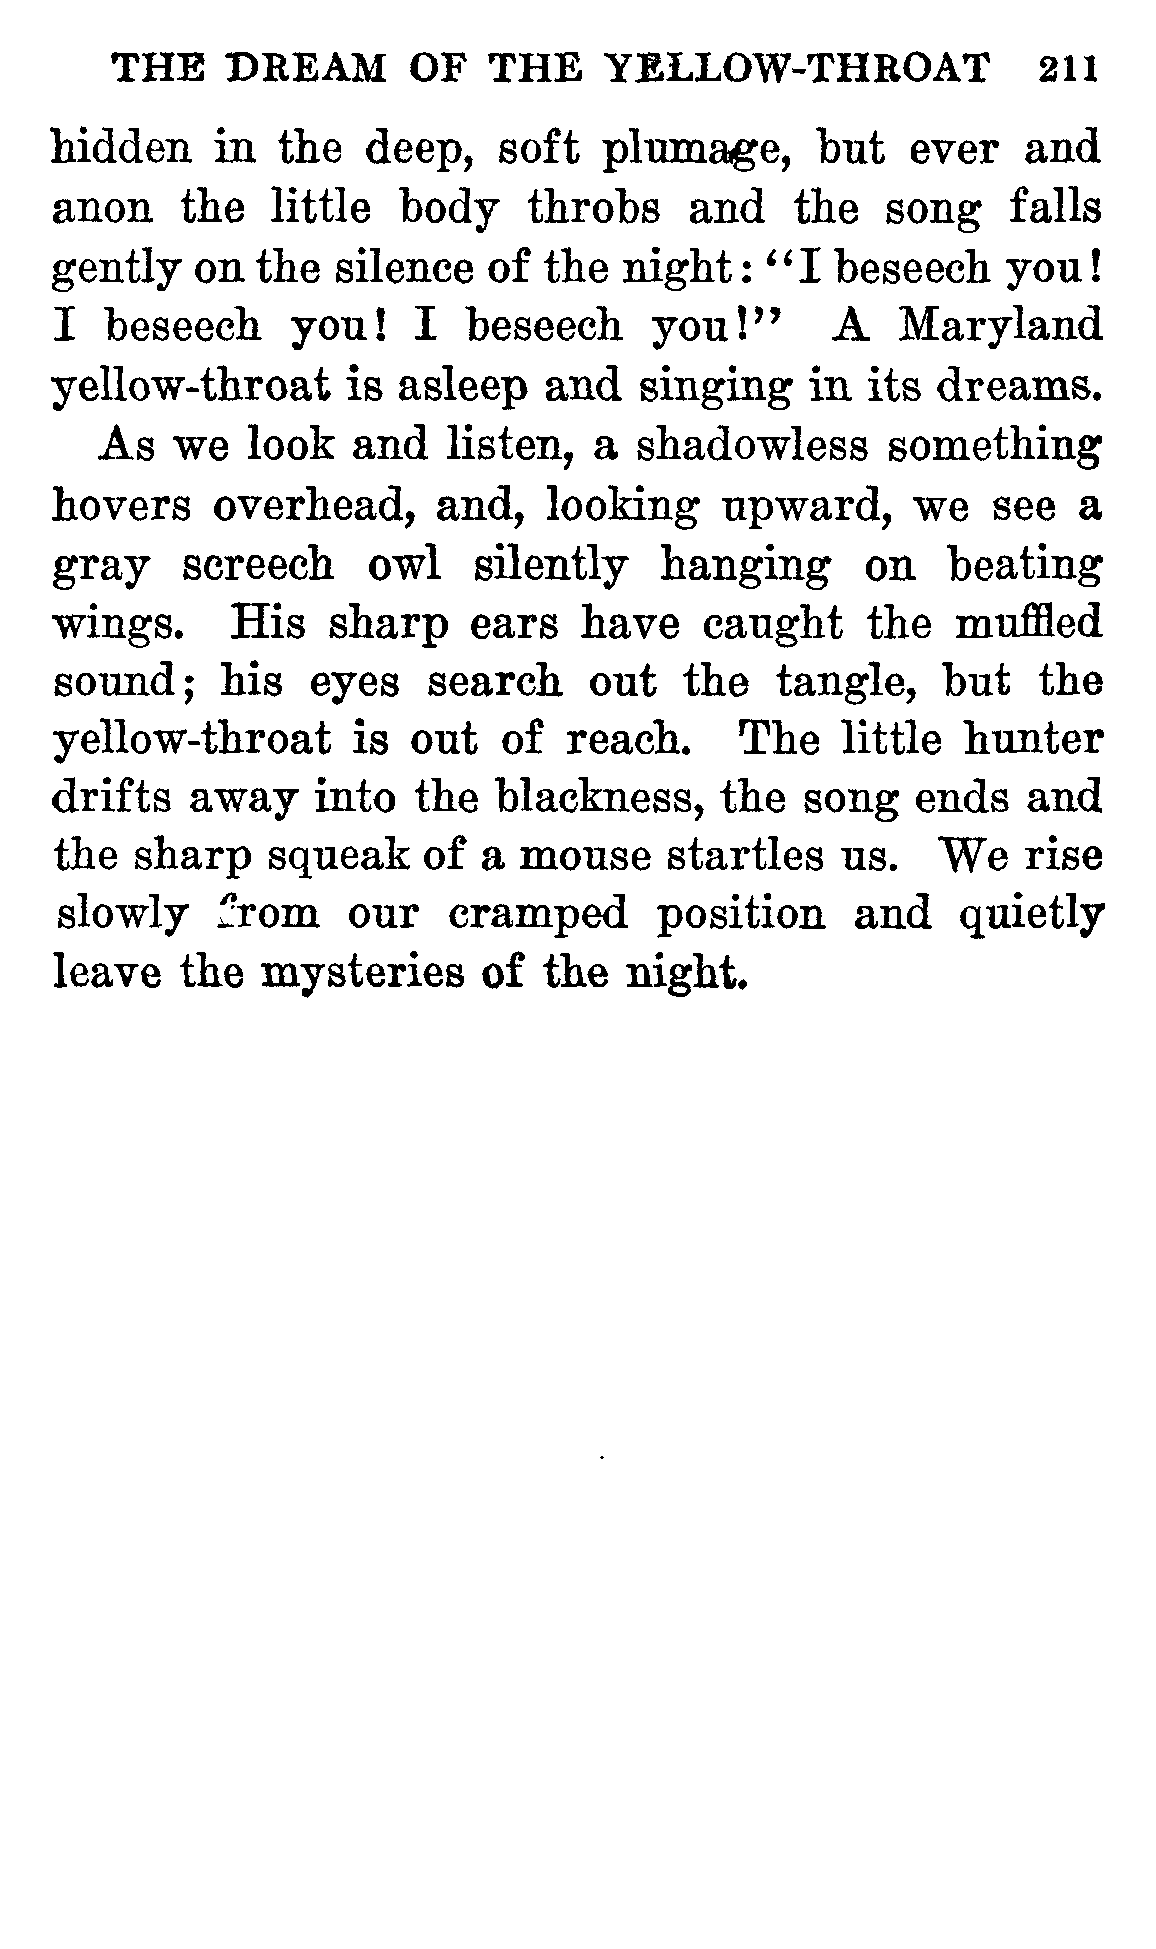 THE DREAM OF THE YELLOW-THROAT 211
hidden in the deep, soft plumage, but ever and
anon the little body throbs and the song falls
gently on the silence of the night: "I beseech you!
I beseech you! I beseech you!" A Maryland
yellow-throat is asleep and singing in its dreams.
As we look and listen, a shadowless something
hovers overhead, and, looking upward, we see a
gray screech owl silently hanging on beating
wings. His sharp ears have caught the muffled
sound; his eyes search out the tangle, but the
yellow-throat is out of reach. The little hunter
drifts away into the blackness, the song ends and
the sharp squeak of a mouse startles us. We rise
slowly from our cramped position and quietly
leave the mysteries of the night.